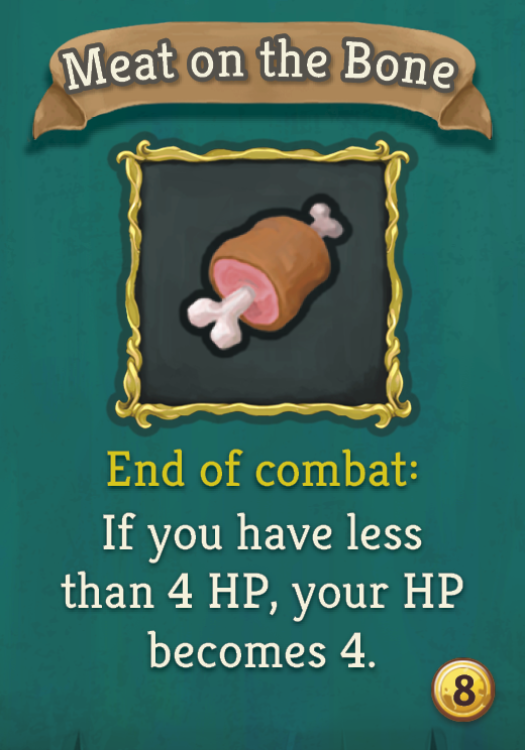 Meat on the Bone
End of combat:
If you have less
than 4 HP, your HP
becomes 4.
8